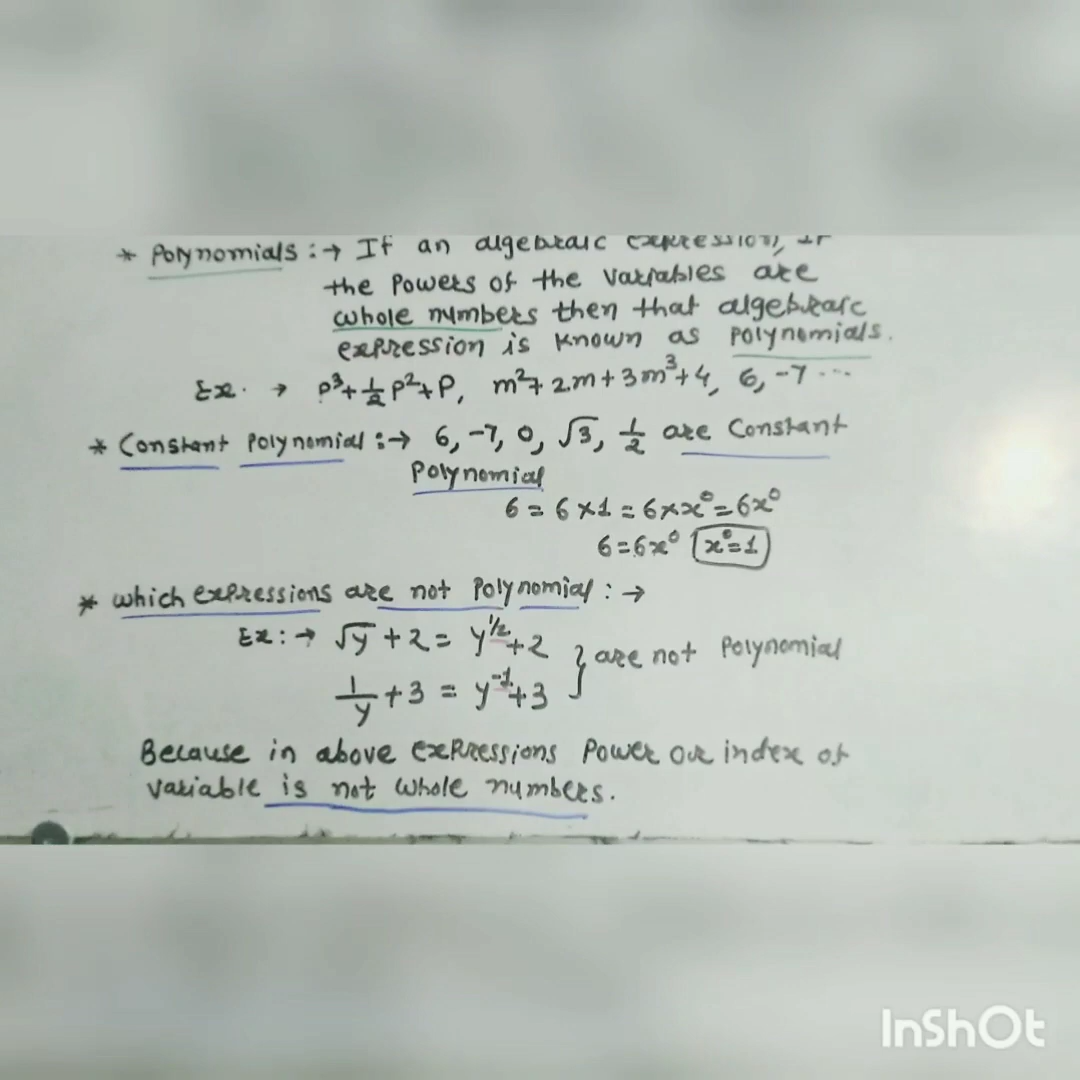 * Polynomials :→ If an algebraic expression, if
the Powers of the variables are
whole numbers then that algebraic
expression is known as Polynomials.
Ex. → P³+½P²+P, m²+2m+3m³+4, 6, -7 ...
* Constant Polynomial :→ 6, -7, 0, √3, ½ are Constant
Polynomial
6 = 6×1 = 6×x⁰ = 6x⁰
6 = 6x⁰ x⁰=1
* which expressions are not Polynomial : →
Ex : → √y + 2 = y^1/2 + 2
1/y + 3 = y^-1 + 3 } are not Polynomial
Because in above expressions Power or index of
variable is not whole numbers.
InShOt